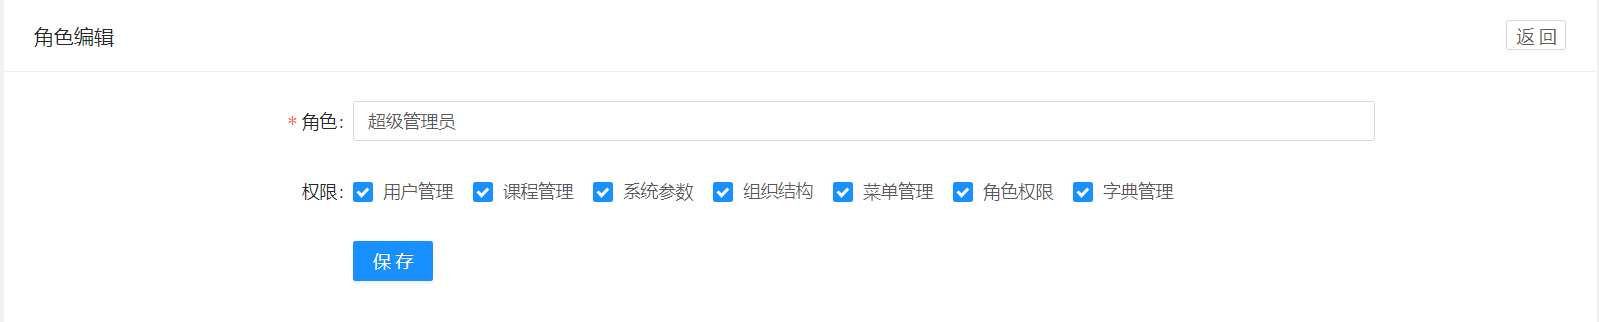 角色编辑 返 回
* 角色: 超级管理员
权限: 用户管理 课程管理 系统参数 组织结构 菜单管理 角色权限 字典管理
保 存